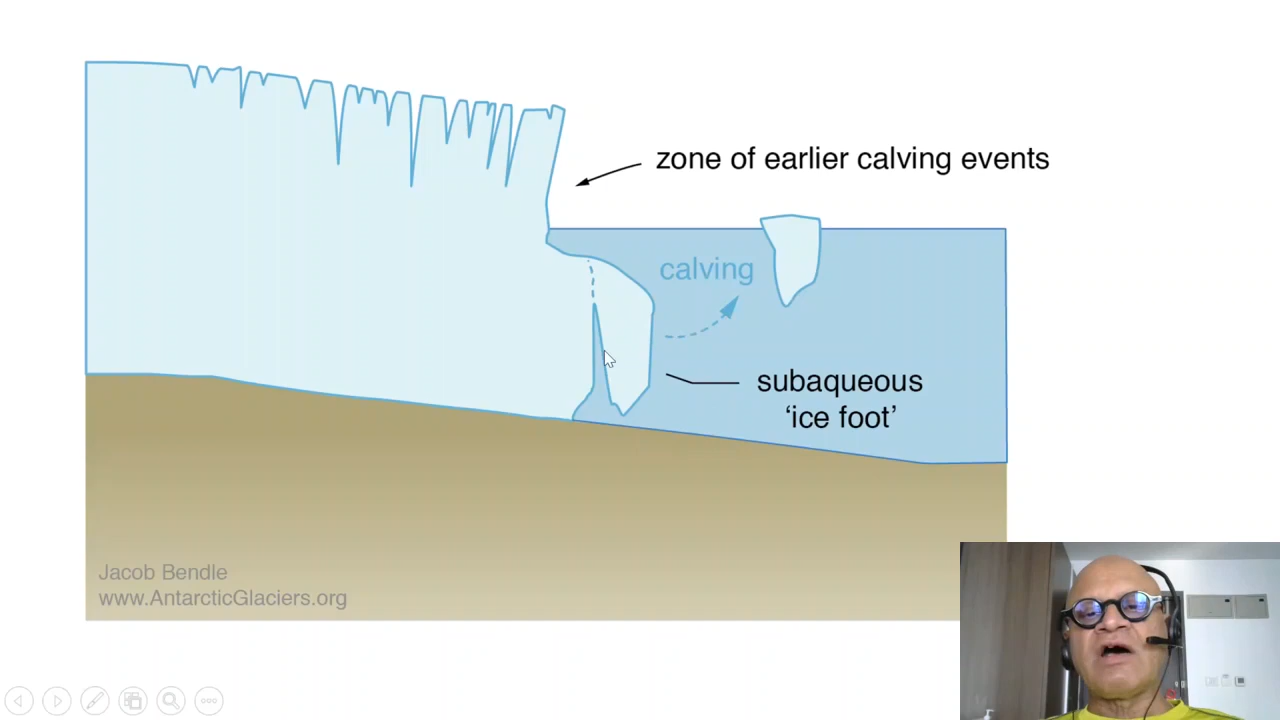 zone of earlier calving events
calving
subaqueous
‘ice foot’
Jacob Bendle
www.AntarcticGlaciers.org